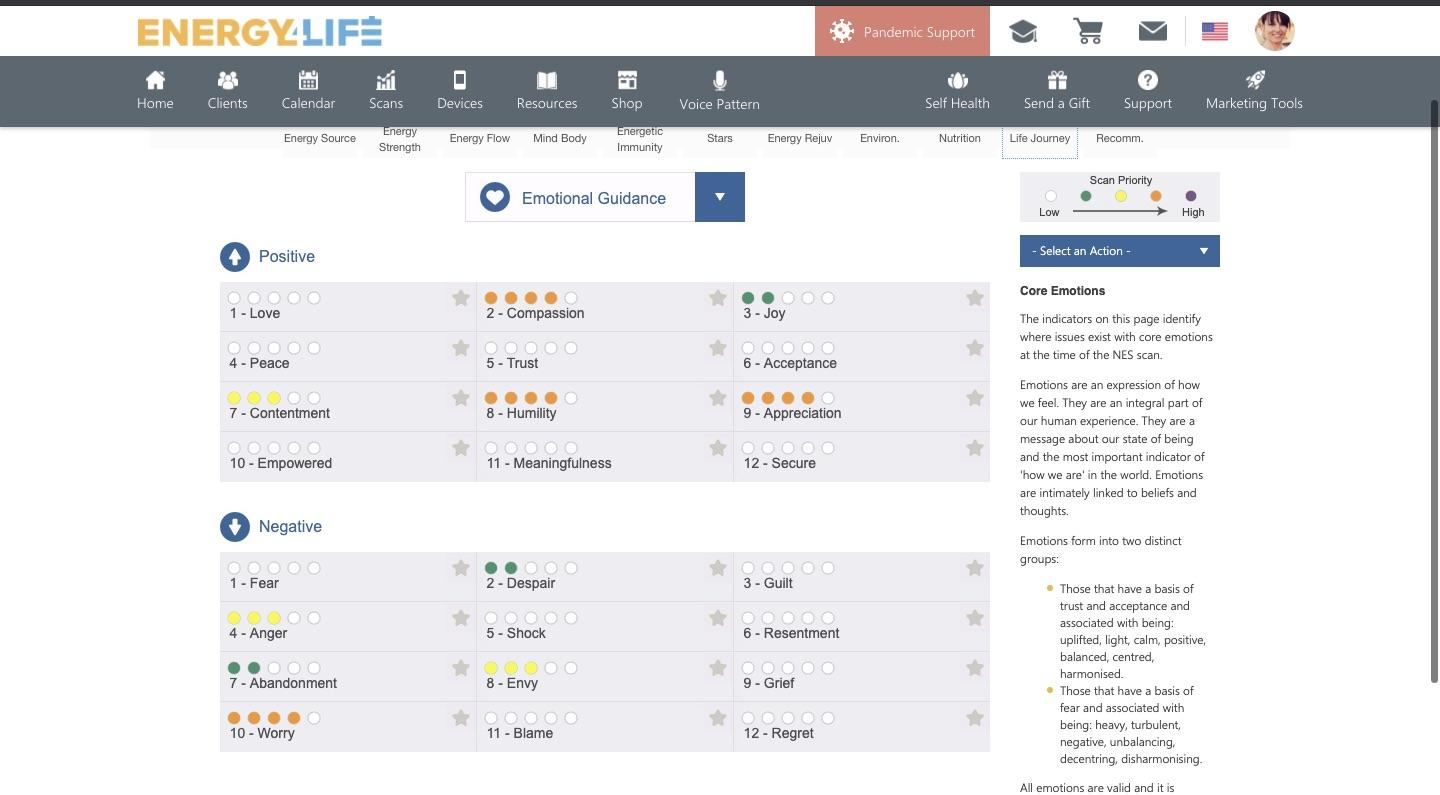 ENERGY4LIFE
Pandemic Support
Home
Clients
Calendar
Scans
Devices
Resources
Shop
Voice Pattern
Self Health
Send a Gift
Support
Marketing Tools
Energy Source
Energy
Strength
Energy Flow
Mind Body
Energetic
Immunity
Stars
Energy Rejuv
Environ.
Nutrition
Life Journey
Recomm.
Emotional Guidance
Scan Priority
Low
High
- Select an Action -
Positive
1 - Love
2 - Compassion
3 - Joy
4 - Peace
5 - Trust
6 - Acceptance
7 - Contentment
8 - Humility
9 - Appreciation
10 - Empowered
11 - Meaningfulness
12 - Secure
Negative
1 - Fear
2 - Despair
3 - Guilt
4 - Anger
5 - Shock
6 - Resentment
7 - Abandonment
8 - Envy
9 - Grief
10 - Worry
11 - Blame
12 - Regret
Core Emotions
The indicators on this page identify
where issues exist with core emotions
at the time of the NES scan.
Emotions are an expression of how
we feel. They are an integral part of
our human experience. They are a
message about our state of being
and the most important indicator of
'how we are' in the world. Emotions
are intimately linked to beliefs and
thoughts.
Emotions form into two distinct
groups:
Those that have a basis of
trust and acceptance and
associated with being:
uplifted, light, calm, positive,
balanced, centred,
harmonised.
Those that have a basis of
fear and associated with
being: heavy, turbulent,
negative, unbalancing,
decentring, disharmonising.
All emotions are valid and it is